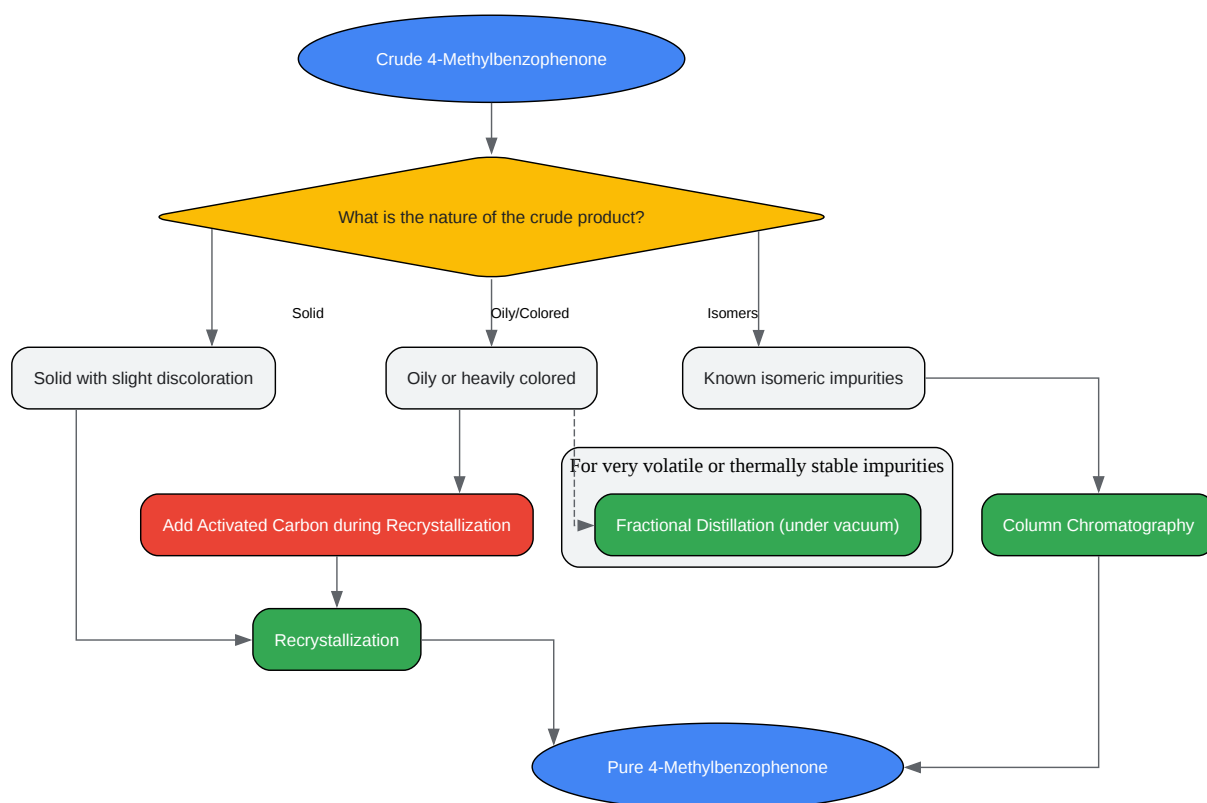 Crude 4-Methylbenzophenone
What is the nature of the crude product?
Solid
Oily/Colored
Isomers
Solid with slight discoloration
Oily or heavily colored
Known isomeric impurities
For very volatile or thermally stable impurities
Add Activated Carbon during Recrystallization
Fractional Distillation (under vacuum)
Column Chromatography
Recrystallization
Pure 4-Methylbenzophenone